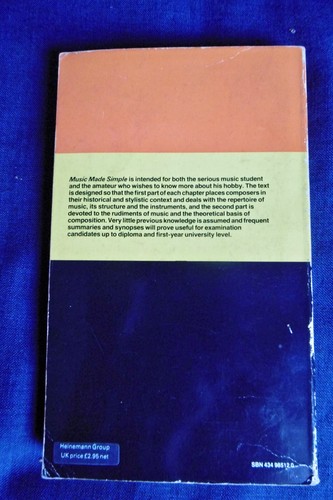 Music Made Simple is intended for both the serious music student
and the amateur who wishes to know more about his hobby. The text
is designed so that the first part of each chapter places composers in
their historical and stylistic context and deals with the repertoire of
music, its structure and the instruments, and the second part is
devoted to the rudiments of music and the theoretical basis of
composition. Very little previous knowledge is assumed and frequent
summaries and synopses will prove useful for examination
candidates up to diploma and first-year university level.
Heinemann Group
UK price £2.95 net
SBN 434 98512 0